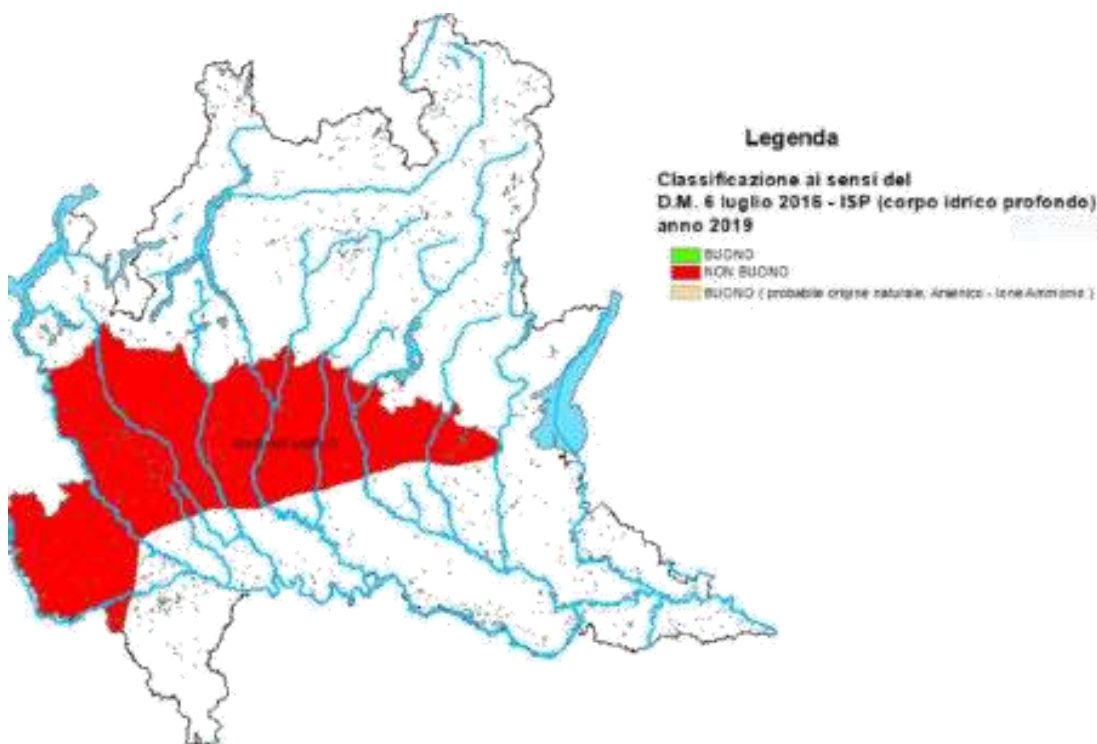 Legenda
Classificazione ai sensi del
D.M. 6 luglio 2016 - ISP (corpo idrico profondo)
anno 2019
BUONO
NON BUONO
BUONO ( probabile origine naturale, Arsenico - Ione Ammonio )